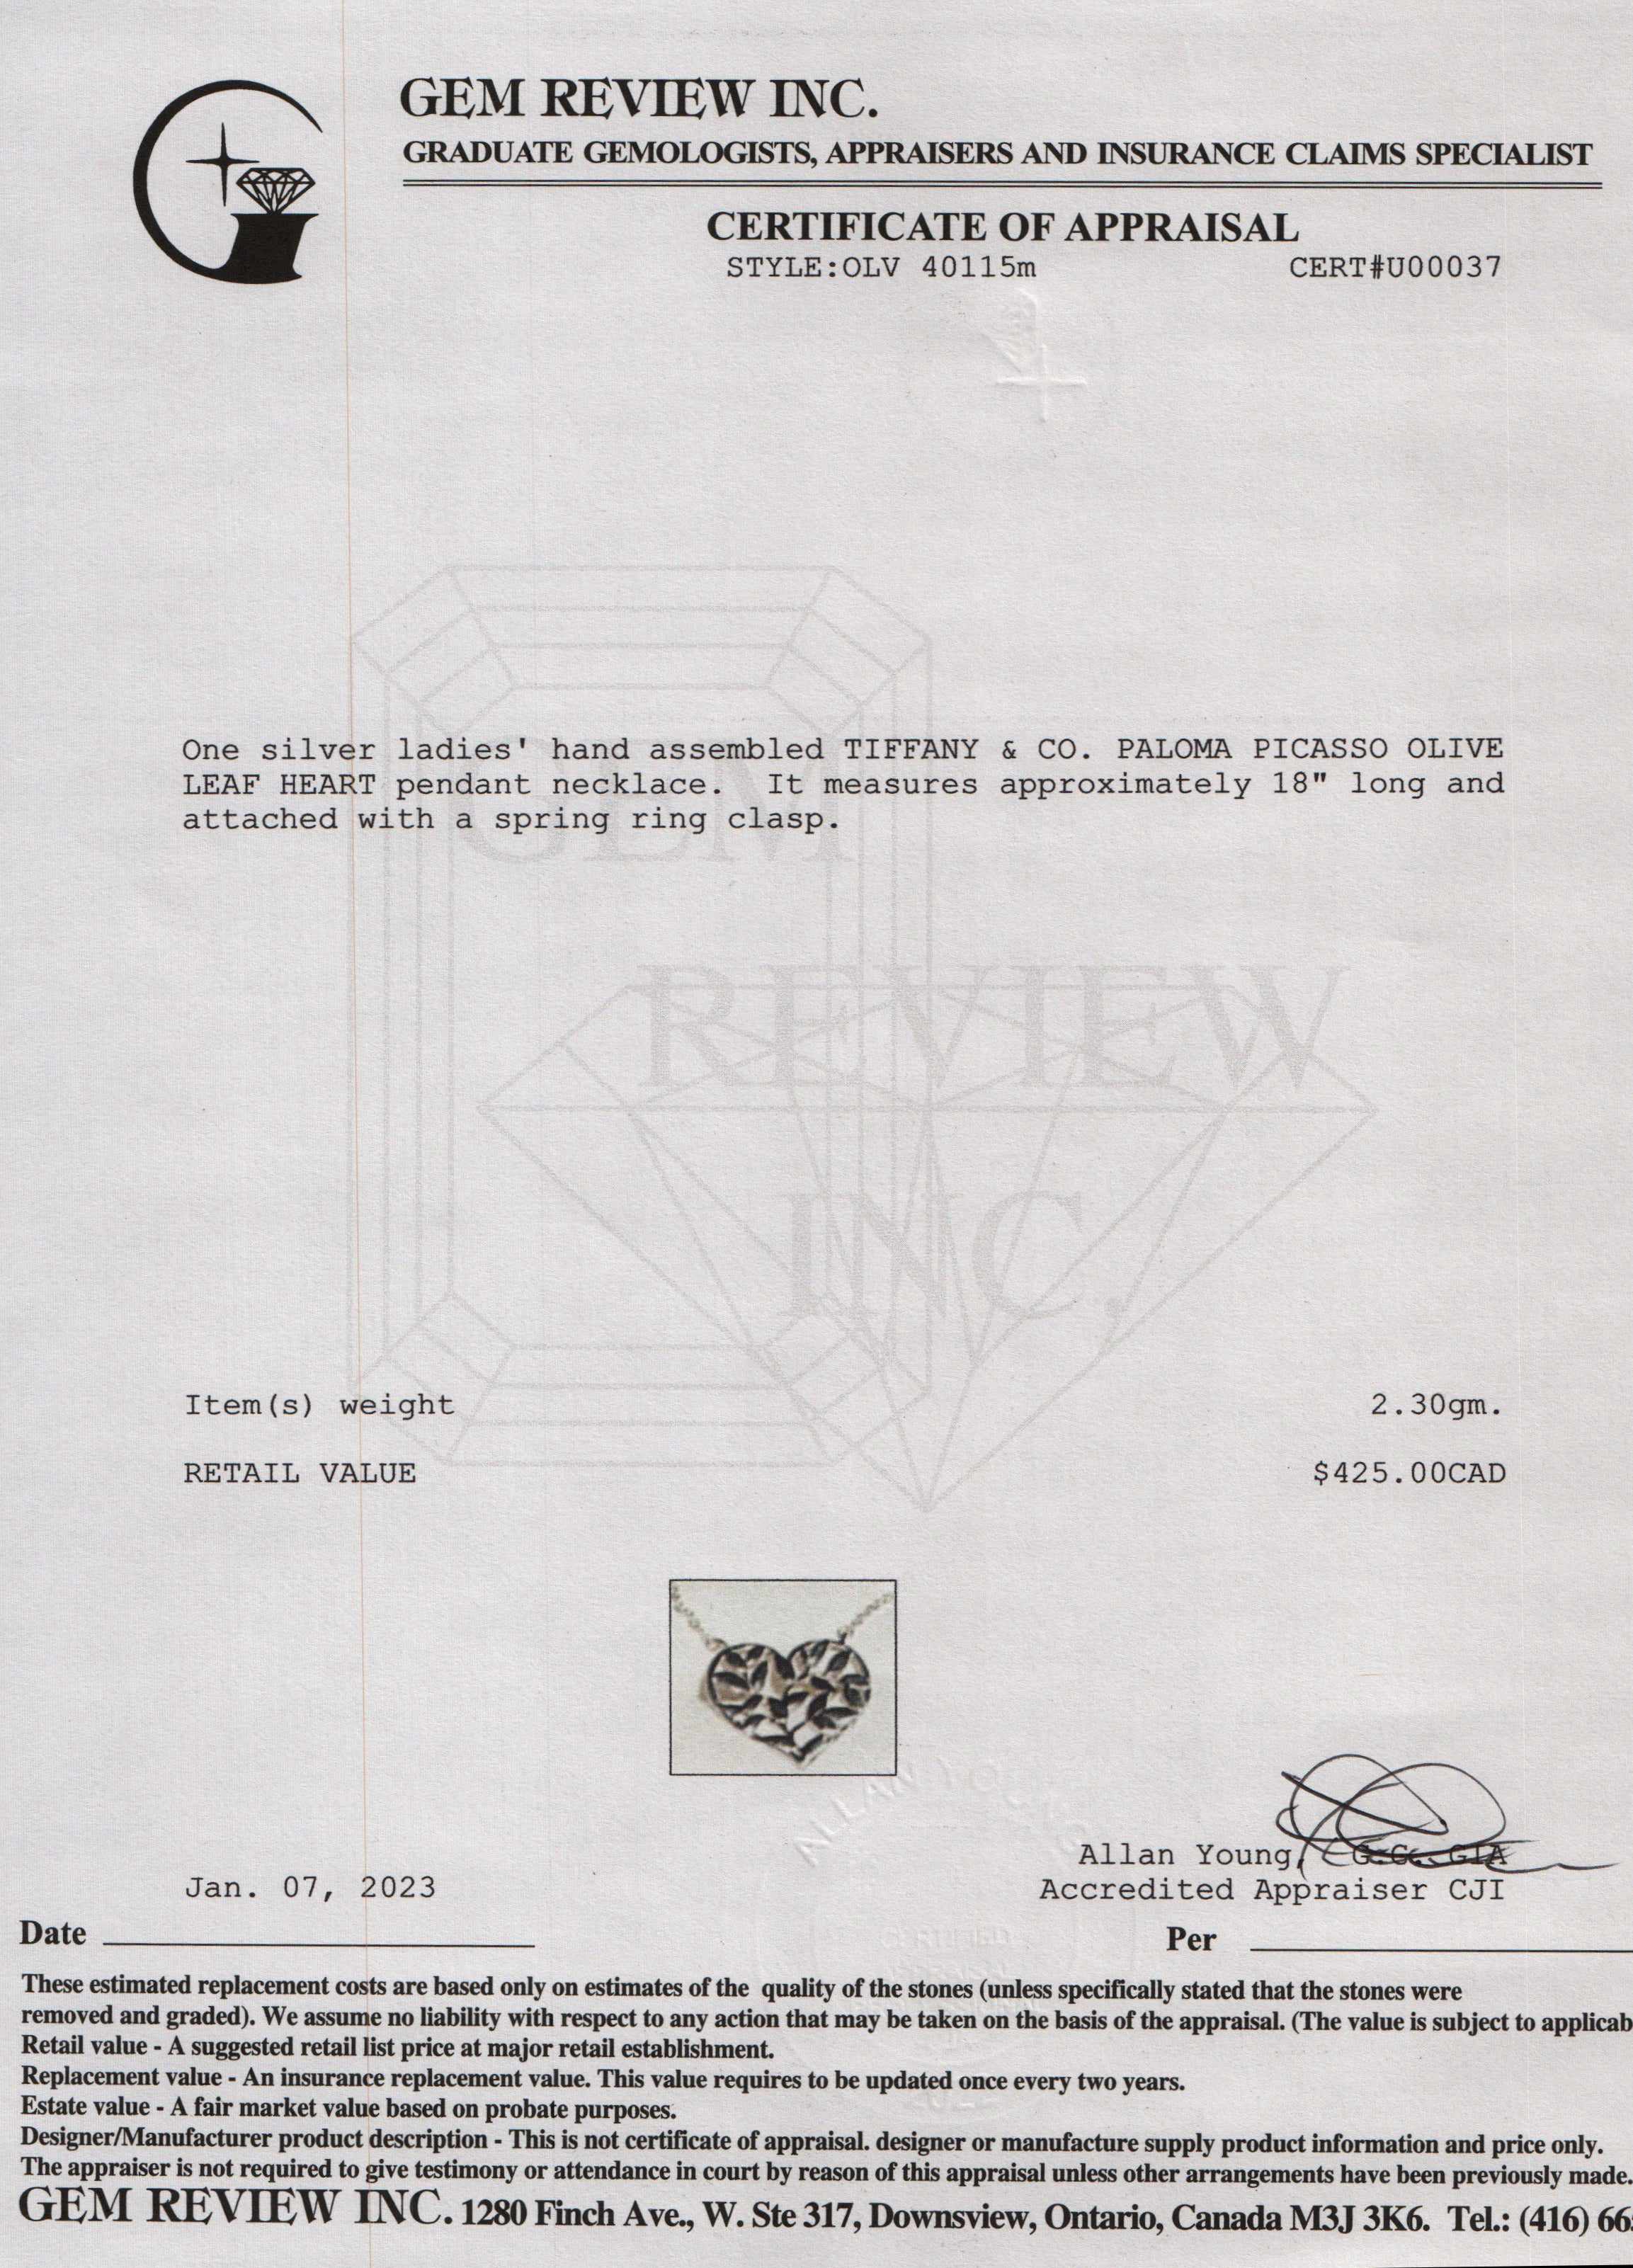 GEM REVIEW INC.
GRADUATE GEMOLOGISTS, APPRAISERS AND INSURANCE CLAIMS SPECIALIST
CERTIFICATE OF APPRAISAL
STYLE:OLV 40115m CERT#U00037
One silver ladies' hand assembled TIFFANY & CO. PALOMA PICASSO OLIVE
LEAF HEART pendant necklace. It measures approximately 18" long and
attached with a spring ring clasp.
GEM
REVIEW
INC.
Item(s) weight 2.30gm.
RETAIL VALUE $425.00CAD
ALLAN YOUNG
Allan Young, G.G. GIA
Jan. 07, 2023 Accredited Appraiser CJI
Date Per
CERTIFIED
These estimated replacement costs are based only on estimates of the quality of the stones (unless specifically stated that the stones were
removed and graded). We assume no liability with respect to any action that may be taken on the basis of the appraisal. (The value is subject to applicab
Retail value - A suggested retail list price at major retail establishment.
Replacement value - An insurance replacement value. This value requires to be updated once every two years.
Estate value - A fair market value based on probate purposes.
Designer/Manufacturer product description - This is not certificate of appraisal. designer or manufacture supply product information and price only.
The appraiser is not required to give testimony or attendance in court by reason of this appraisal unless other arrangements have been previously made.
GEM REVIEW INC. 1280 Finch Ave., W. Ste 317, Downsview, Ontario, Canada M3J 3K6. Tel.: (416) 66